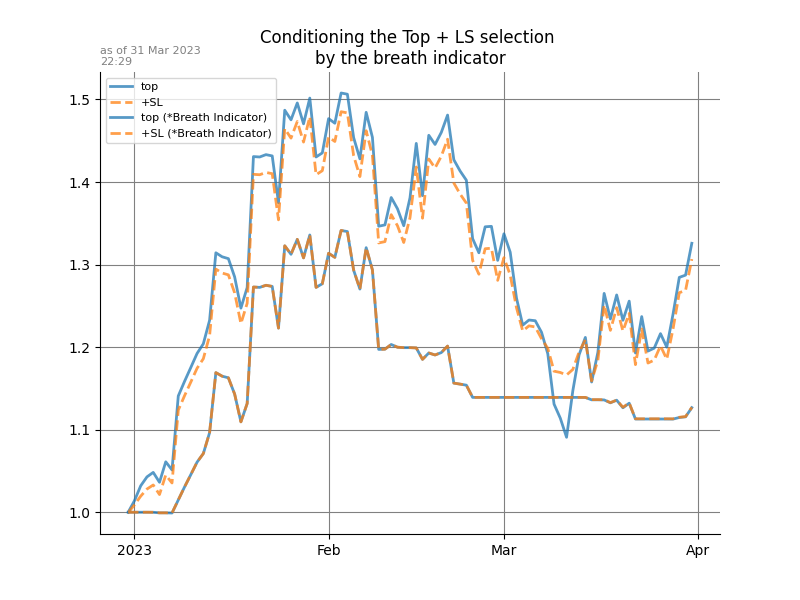 Conditioning the Top + LS selection
by the breath indicator
as of 31 Mar 2023
22:29
top
+SL
top (*Breath Indicator)
+SL (*Breath Indicator)
1.5
1.4
1.3
1.2
1.1
1.0
2023 Feb Mar Apr